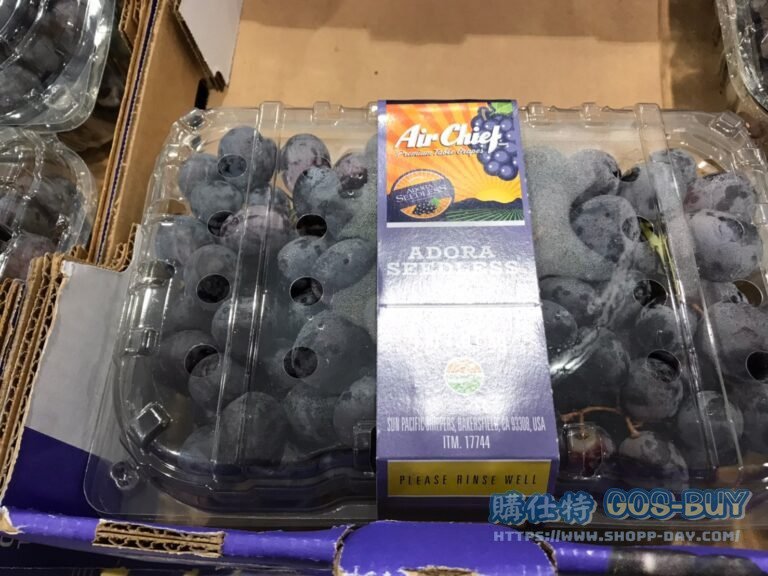 Air Chief
Premium Table Grapes
ADORA
SEEDLESS
ADORA
SEEDLESS
SUN PACIFIC SHIPPERS, BAKERSFIELD, CA 93308, USA
ITM. 17744
PLEASE RINSE WELL
購仕特 GOS-BUY
HTTPS://WWW.SHOPP-DAY.COM/